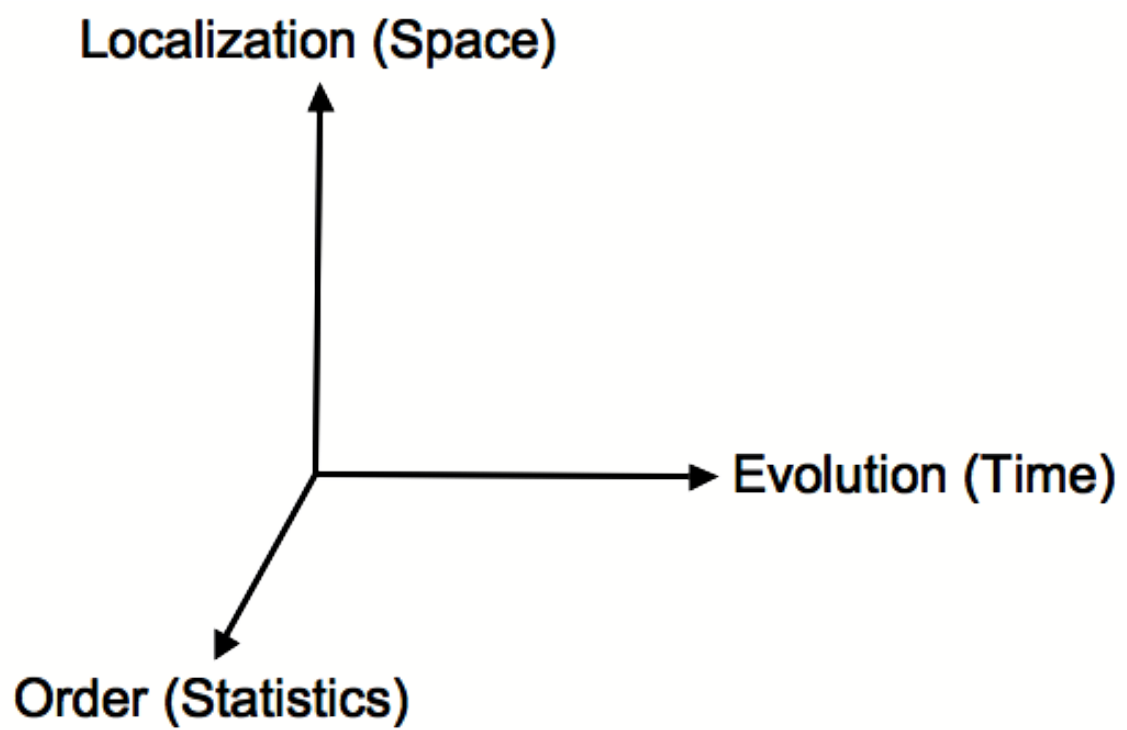 Localization (Space)
Evolution (Time)
Order (Statistics)